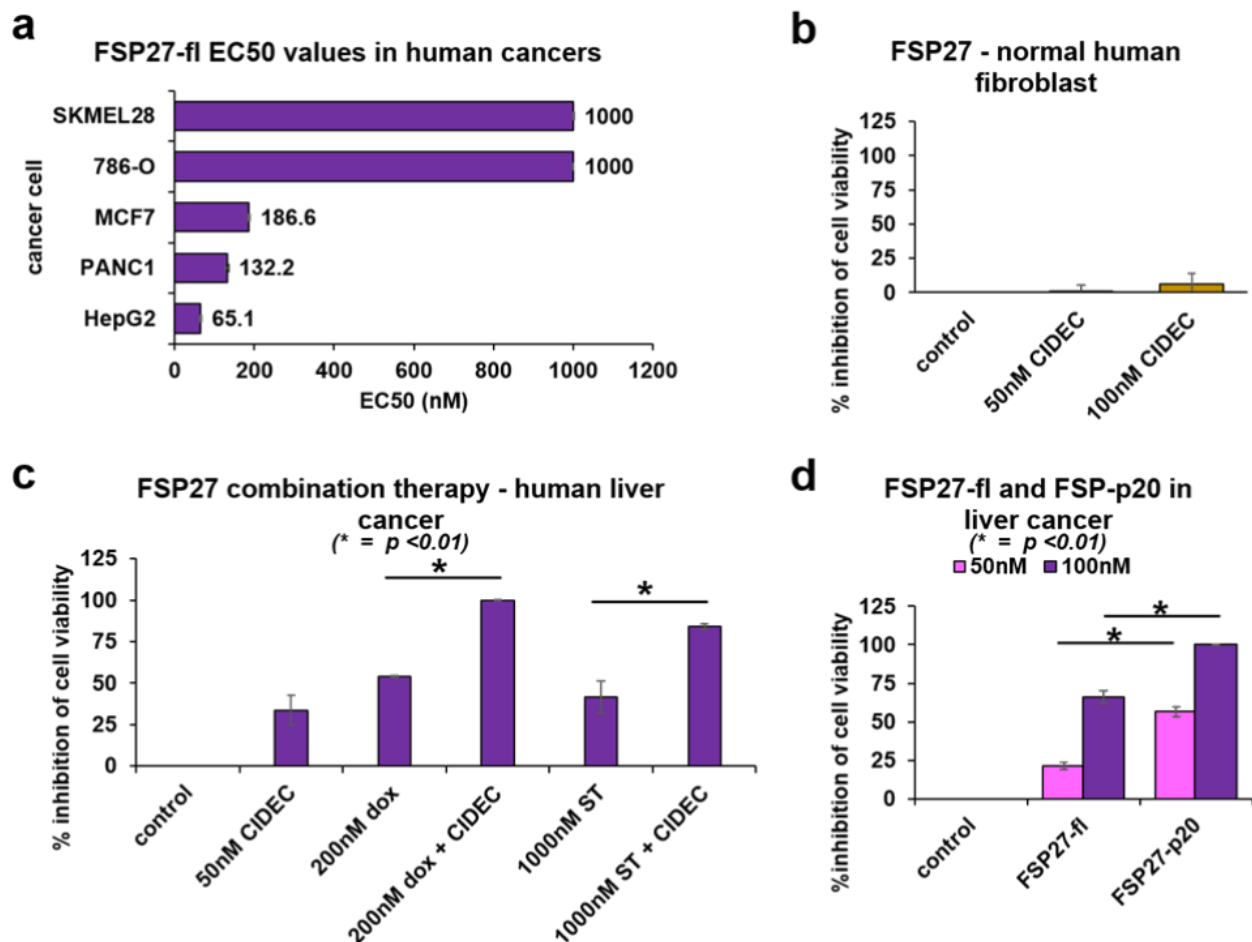 a
FSP27-fl EC50 values in human cancers
cancer cell
SKMEL28
1000
786-O
1000
MCF7
186.6
PANC1
132.2
HepG2
65.1
0 200 400 600 800 1000 1200
EC50 (nM)
b
FSP27 - normal human
fibroblast
% inhibition of cell viability
125
100
75
50
25
0
control
50nM CIDEC
100nM CIDEC
c
FSP27 combination therapy - human liver
cancer
(* = p <0.01)
% inhibition of cell viability
125
100
75
50
25
0
*
*
control
50nM CIDEC
200nM dox
200nM dox + CIDEC
1000nM ST
1000nM ST + CIDEC
d
FSP27-fl and FSP-p20 in
liver cancer
(* = p <0.01)
50nM 100nM
%inhibition of cell viability
125
100
75
50
25
0
*
*
control
FSP27-fl
FSP27-p20